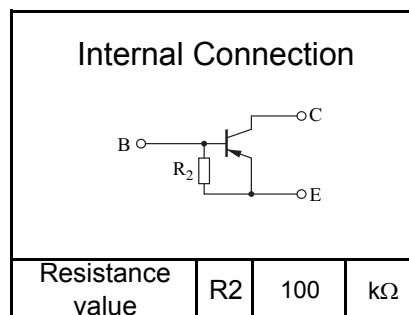 Internal Connection
C
B
R2
E
Resistance value R2 100 kΩ